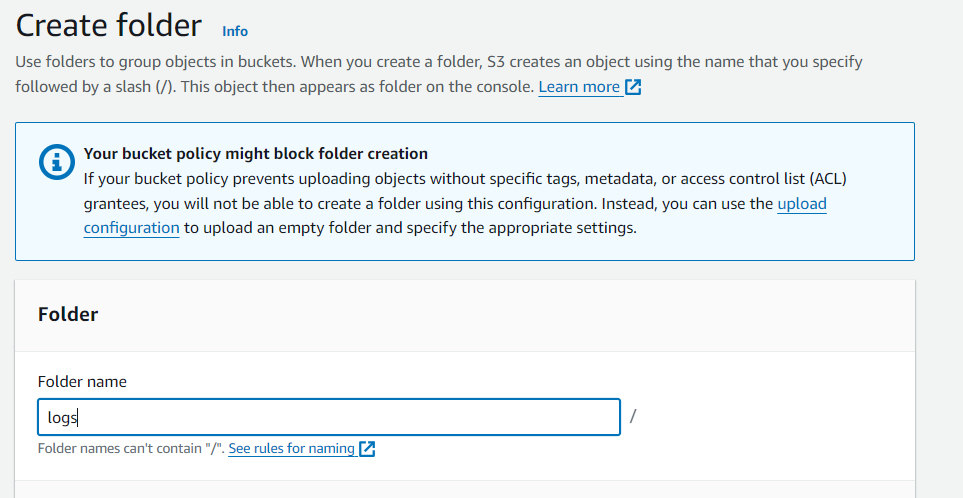 Create folder Info
Use folders to group objects in buckets. When you create a folder, S3 creates an object using the name that you specify
followed by a slash (/). This object then appears as folder on the console. Learn more
Your bucket policy might block folder creation
If your bucket policy prevents uploading objects without specific tags, metadata, or access control list (ACL)
grantees, you will not be able to create a folder using this configuration. Instead, you can use the upload
configuration to upload an empty folder and specify the appropriate settings.
Folder
Folder name
logs /
Folder names can't contain "/". See rules for naming